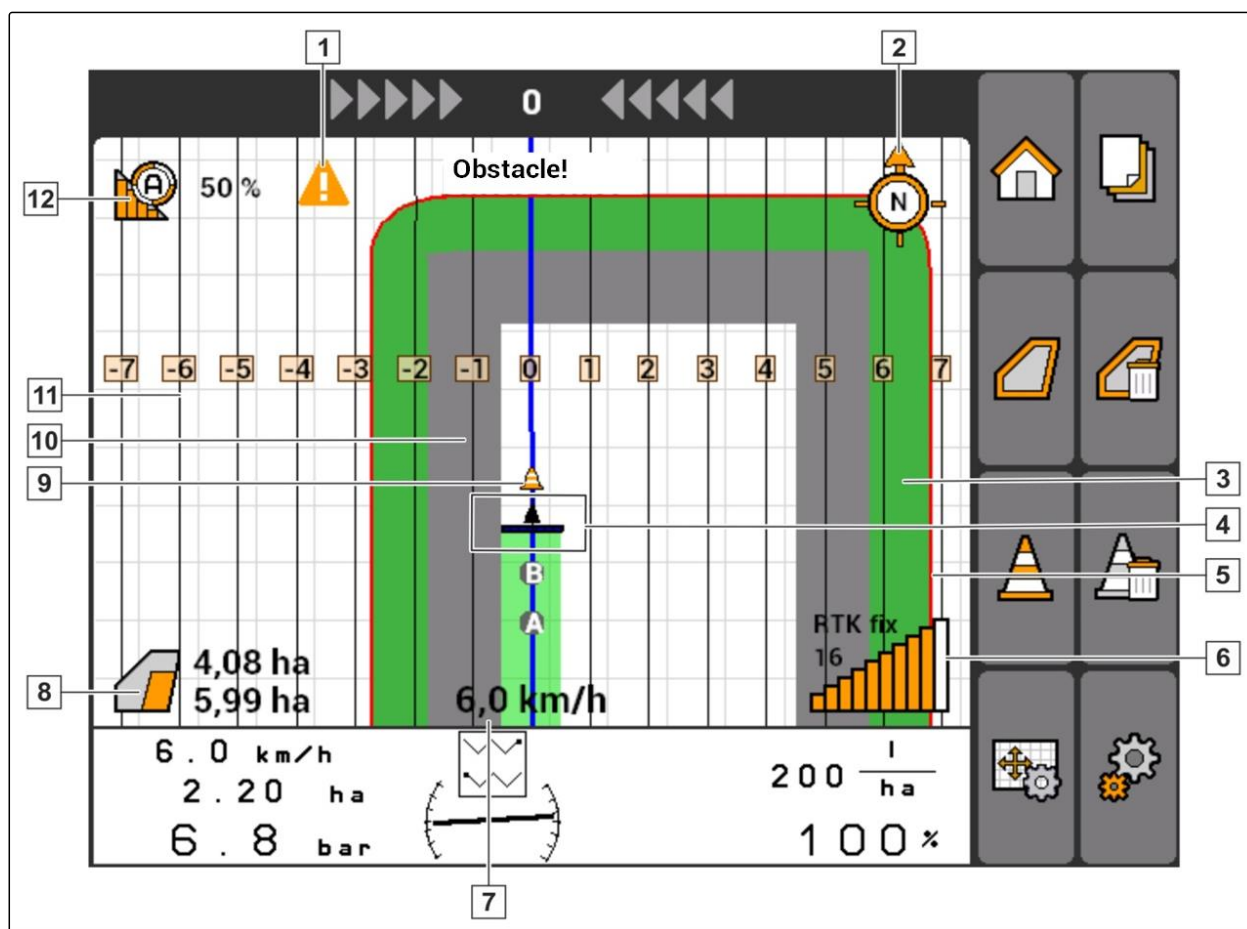 1
2
0
Obstacle!
A
50 %
12
N
-7 -6 -5 -4 -3 -2 -1 0 1 2 3 4 5 6 7
11
10
9
3
4
B
5
A
RTK fix
16
4,08 ha
6
8
5,99 ha
6,0 km/h
6.0 km/h
2.20 ha
6.8 bar
200 l/ha
100%
7